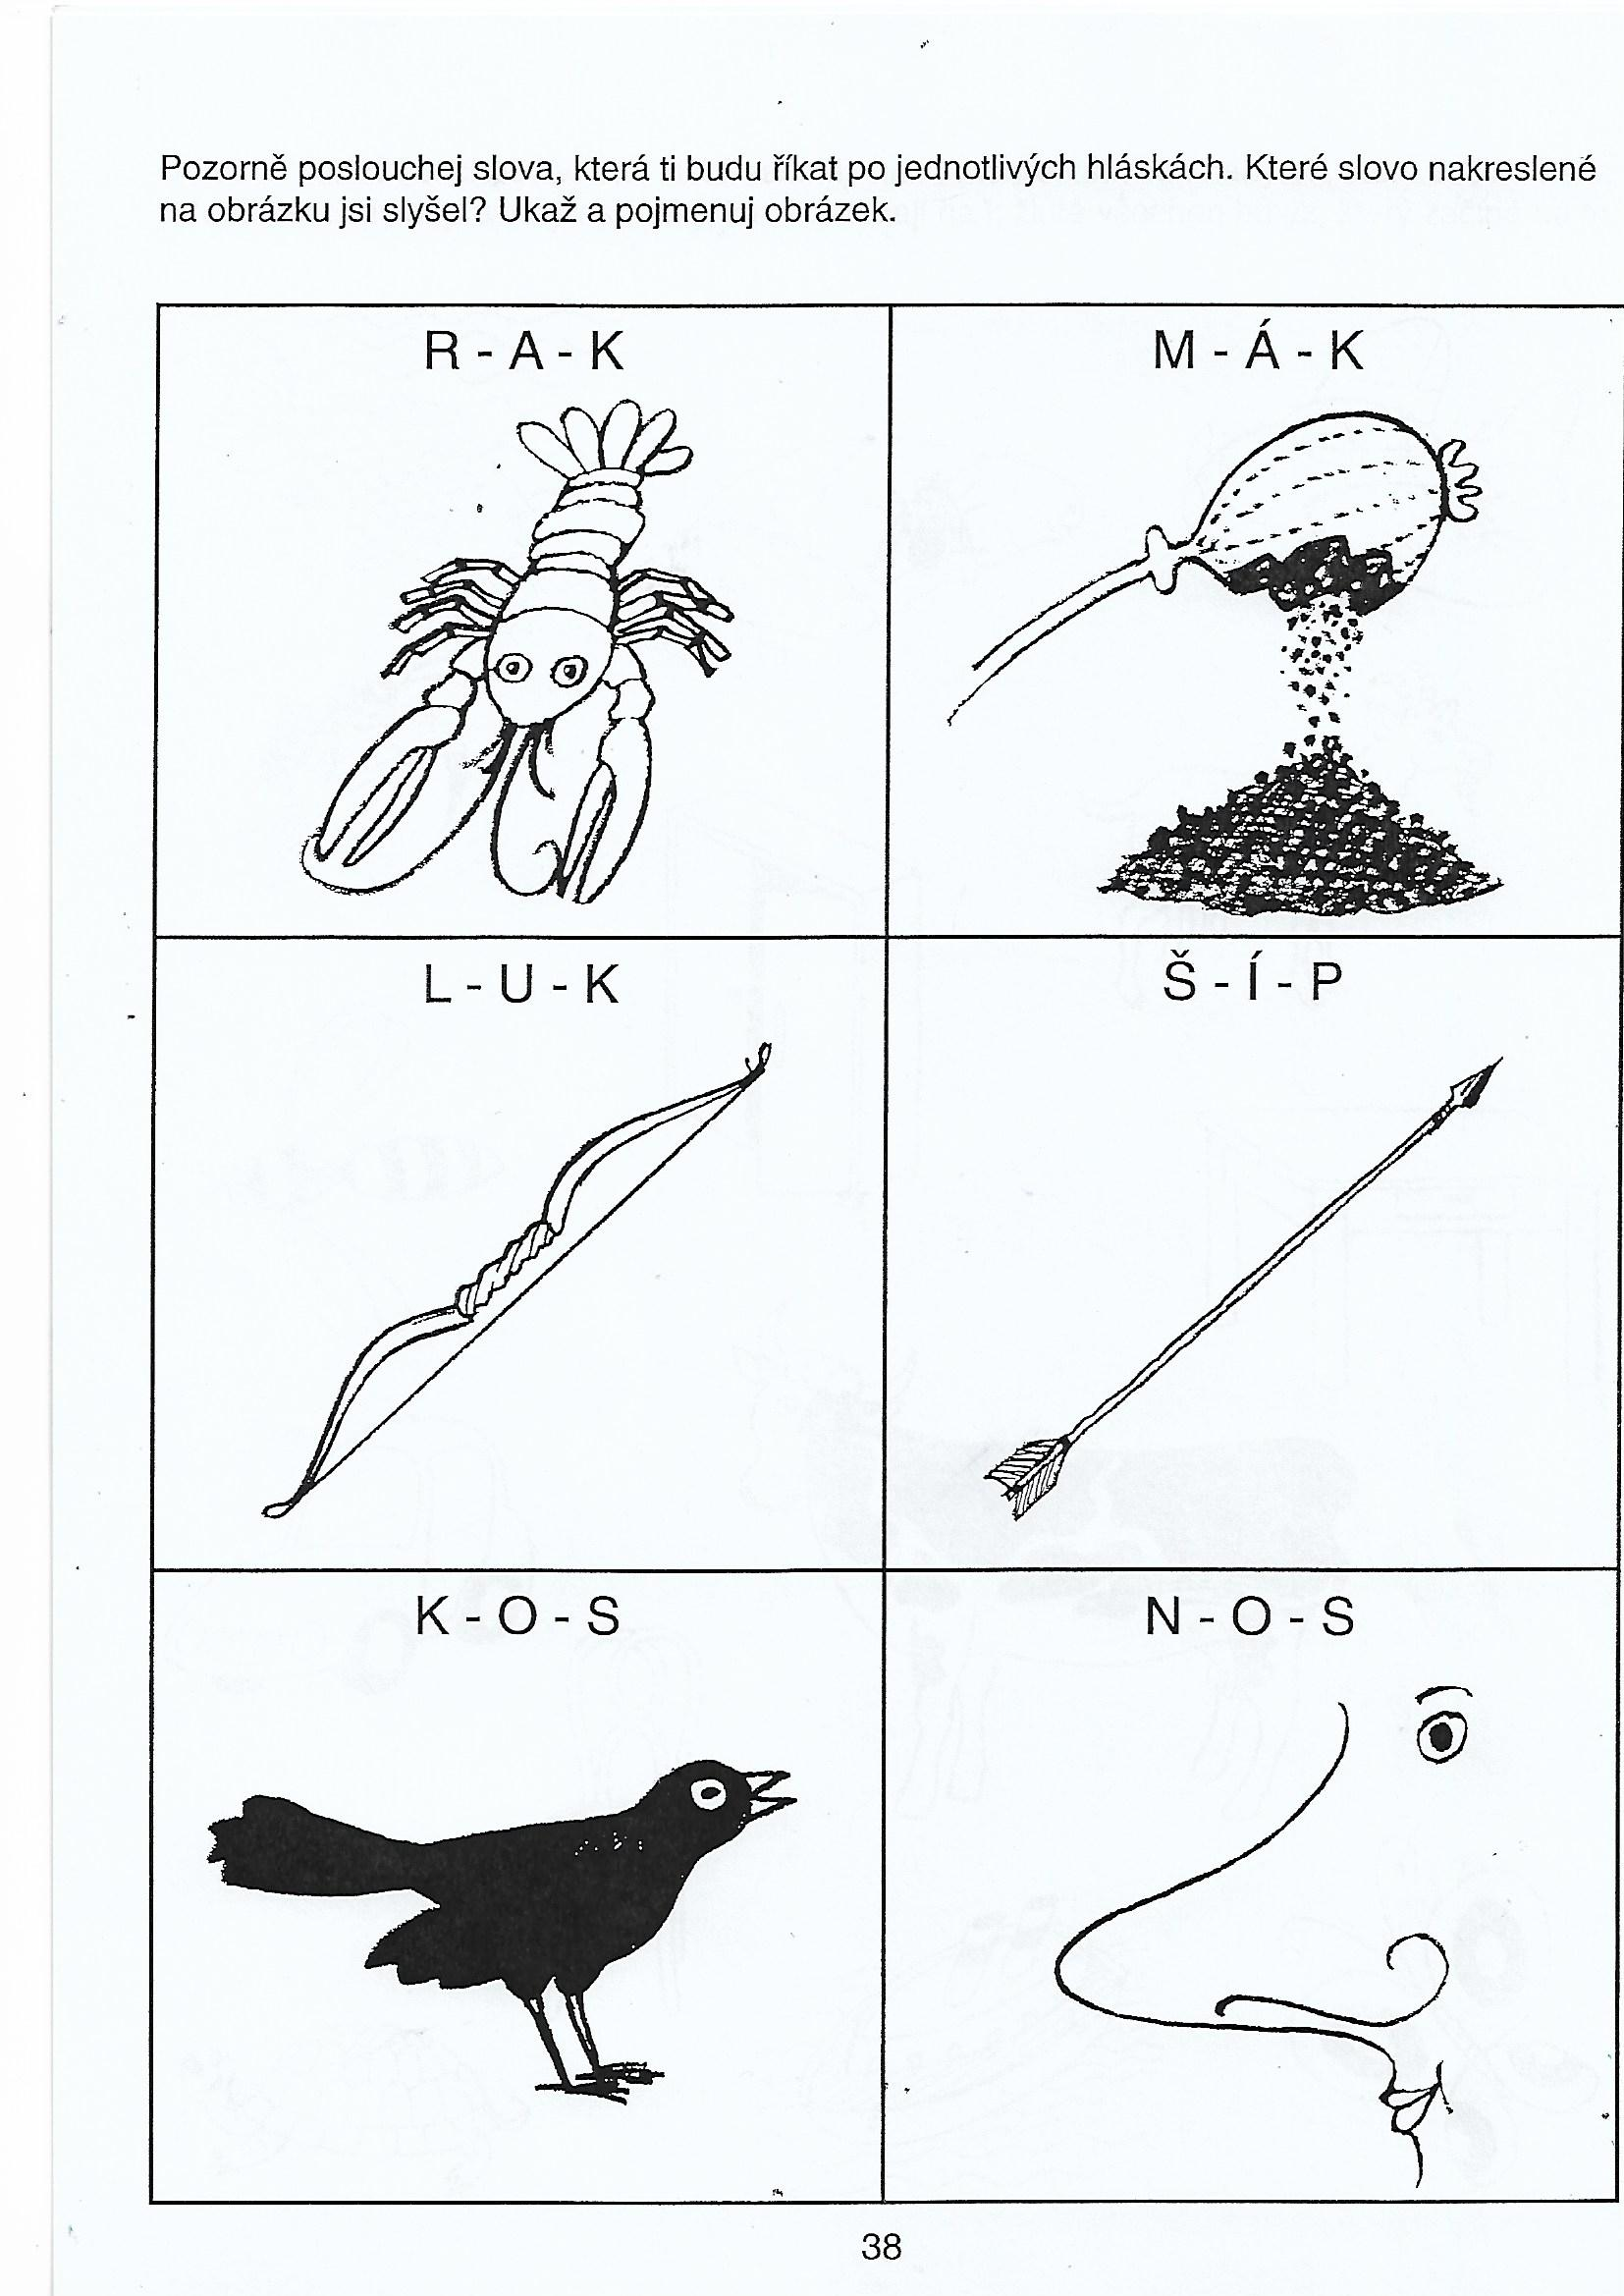 Pozorně poslouchej slova, která ti budu říkat po jednotlivých hláskách. Které slovo nakreslené
na obrázku jsi slyšel? Ukaž a pojmenuj obrázek.
R - A - K
M - Á - K
L - U - K
Š - Í - P
K - O - S
N - O - S
38